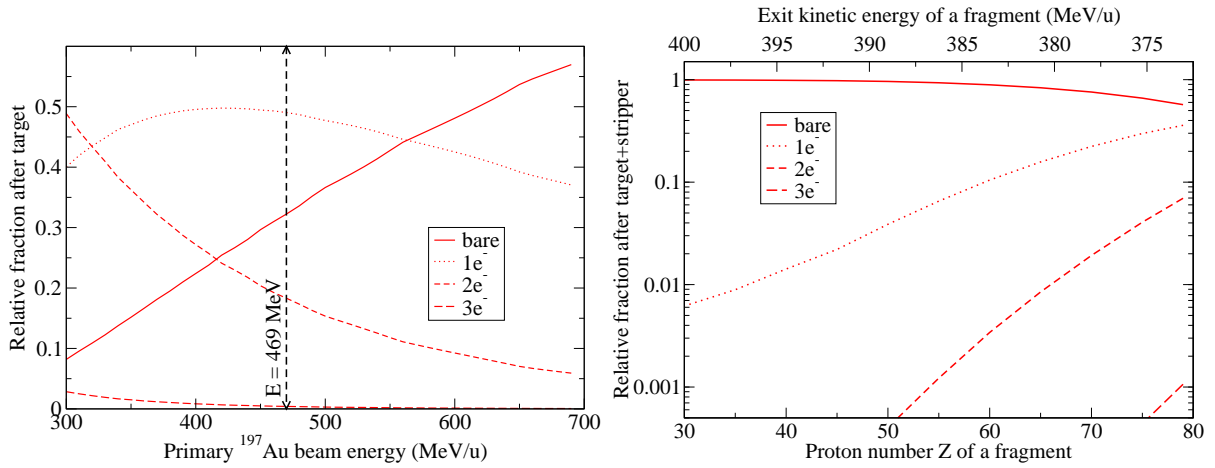 0.5
0.4
0.3
0.2
0.1
0
Relative fraction after target
bare
1e-
2e-
3e-
E = 469 MeV
300 400 500 600 700
Primary 197Au beam energy (MeV/u)
Exit kinetic energy of a fragment (MeV/u)
400 395 390 385 380 375
1
0.1
0.01
0.001
Relative fraction after target+stripper
bare
1e-
2e-
3e-
30 40 50 60 70 80
Proton number Z of a fragment